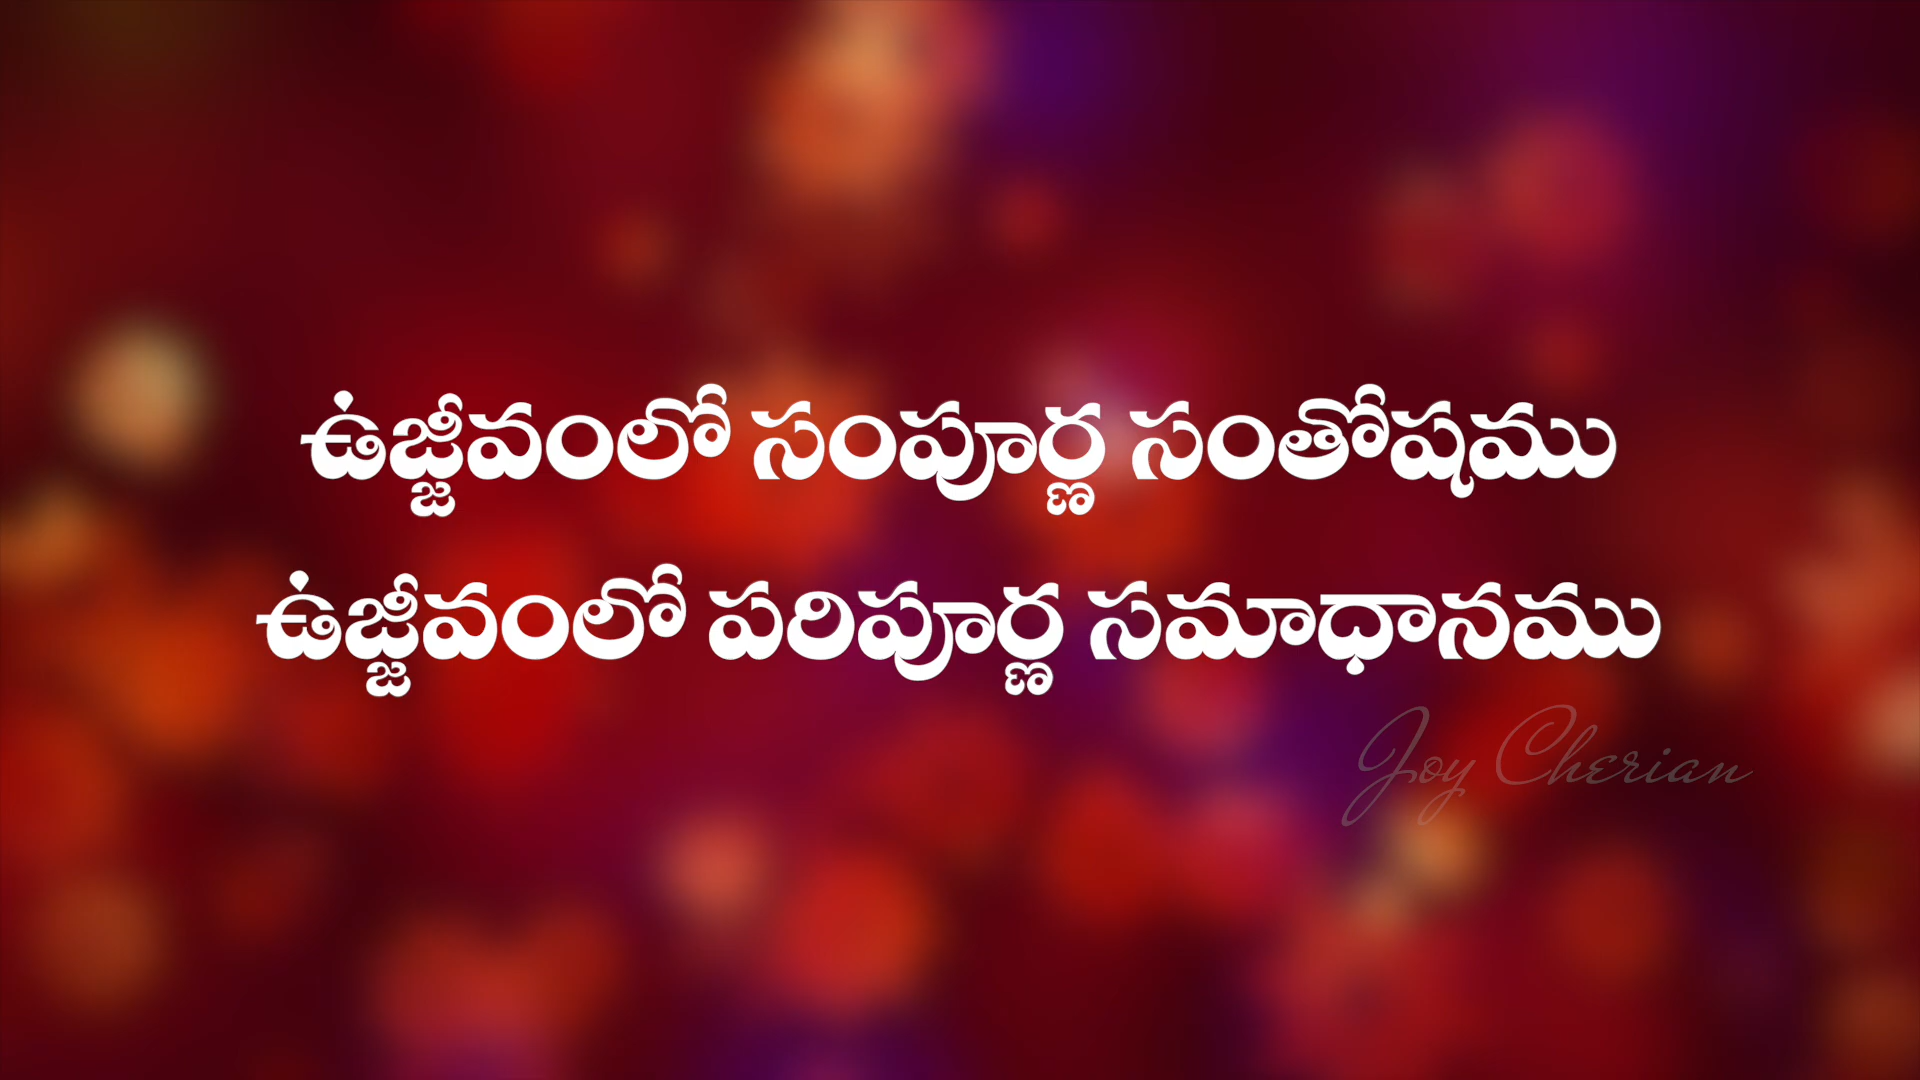 ఉజ్జీవంలో సంపూర్ణ సంతోషము
ఉజ్జీవంలో పరిపూర్ణ సమాధానము
Joy Cherian